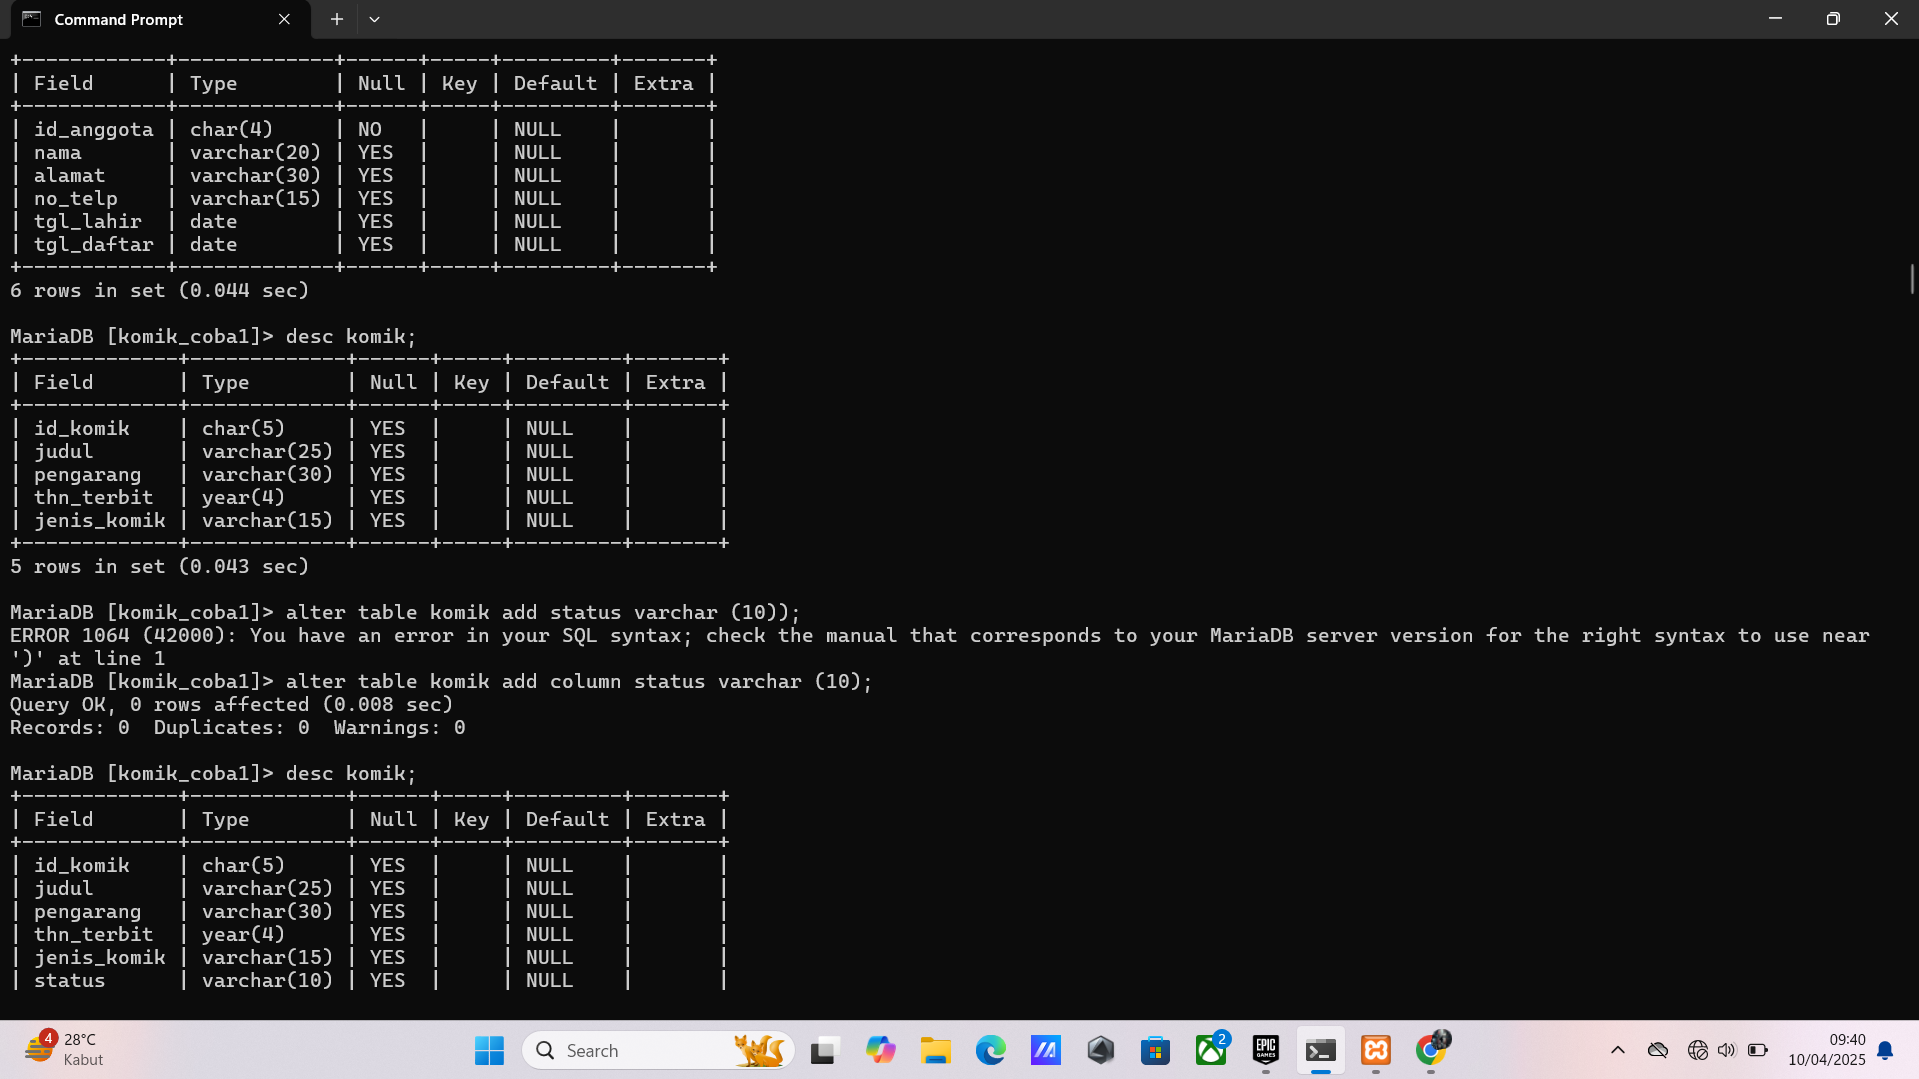 Command Prompt
+------------+-------------+------+-----+---------+-------+
| Field      | Type        | Null | Key | Default | Extra |
+------------+-------------+------+-----+---------+-------+
| id_anggota | char(4)     | NO   |     | NULL    |       |
| nama       | varchar(20) | YES  |     | NULL    |       |
| alamat     | varchar(30) | YES  |     | NULL    |       |
| no_telp    | varchar(15) | YES  |     | NULL    |       |
| tgl_lahir  | date        | YES  |     | NULL    |       |
| tgl_daftar | date        | YES  |     | NULL    |       |
+------------+-------------+------+-----+---------+-------+
6 rows in set (0.044 sec)

MariaDB [komik_coba1]> desc komik;
+-------------+-------------+------+-----+---------+-------+
| Field       | Type        | Null | Key | Default | Extra |
+-------------+-------------+------+-----+---------+-------+
| id_komik    | char(5)     | YES  |     | NULL    |       |
| judul       | varchar(25) | YES  |     | NULL    |       |
| pengarang   | varchar(30) | YES  |     | NULL    |       |
| thn_terbit  | year(4)     | YES  |     | NULL    |       |
| jenis_komik | varchar(15) | YES  |     | NULL    |       |
+-------------+-------------+------+-----+---------+-------+
5 rows in set (0.043 sec)

MariaDB [komik_coba1]> alter table komik add status varchar (10));
ERROR 1064 (42000): You have an error in your SQL syntax; check the manual that corresponds to your MariaDB server version for the right syntax to use near
')' at line 1
MariaDB [komik_coba1]> alter table komik add column status varchar (10);
Query OK, 0 rows affected (0.008 sec)
Records: 0  Duplicates: 0  Warnings: 0

MariaDB [komik_coba1]> desc komik;
+-------------+-------------+------+-----+---------+-------+
| Field       | Type        | Null | Key | Default | Extra |
+-------------+-------------+------+-----+---------+-------+
| id_komik    | char(5)     | YES  |     | NULL    |       |
| judul       | varchar(25) | YES  |     | NULL    |       |
| pengarang   | varchar(30) | YES  |     | NULL    |       |
| thn_terbit  | year(4)     | YES  |     | NULL    |       |
| jenis_komik | varchar(15) | YES  |     | NULL    |       |
| status      | varchar(10) | YES  |     | NULL    |       |
4
28°C
Kabut
Search
2
EPIC
GAMES
09:40
10/04/2025